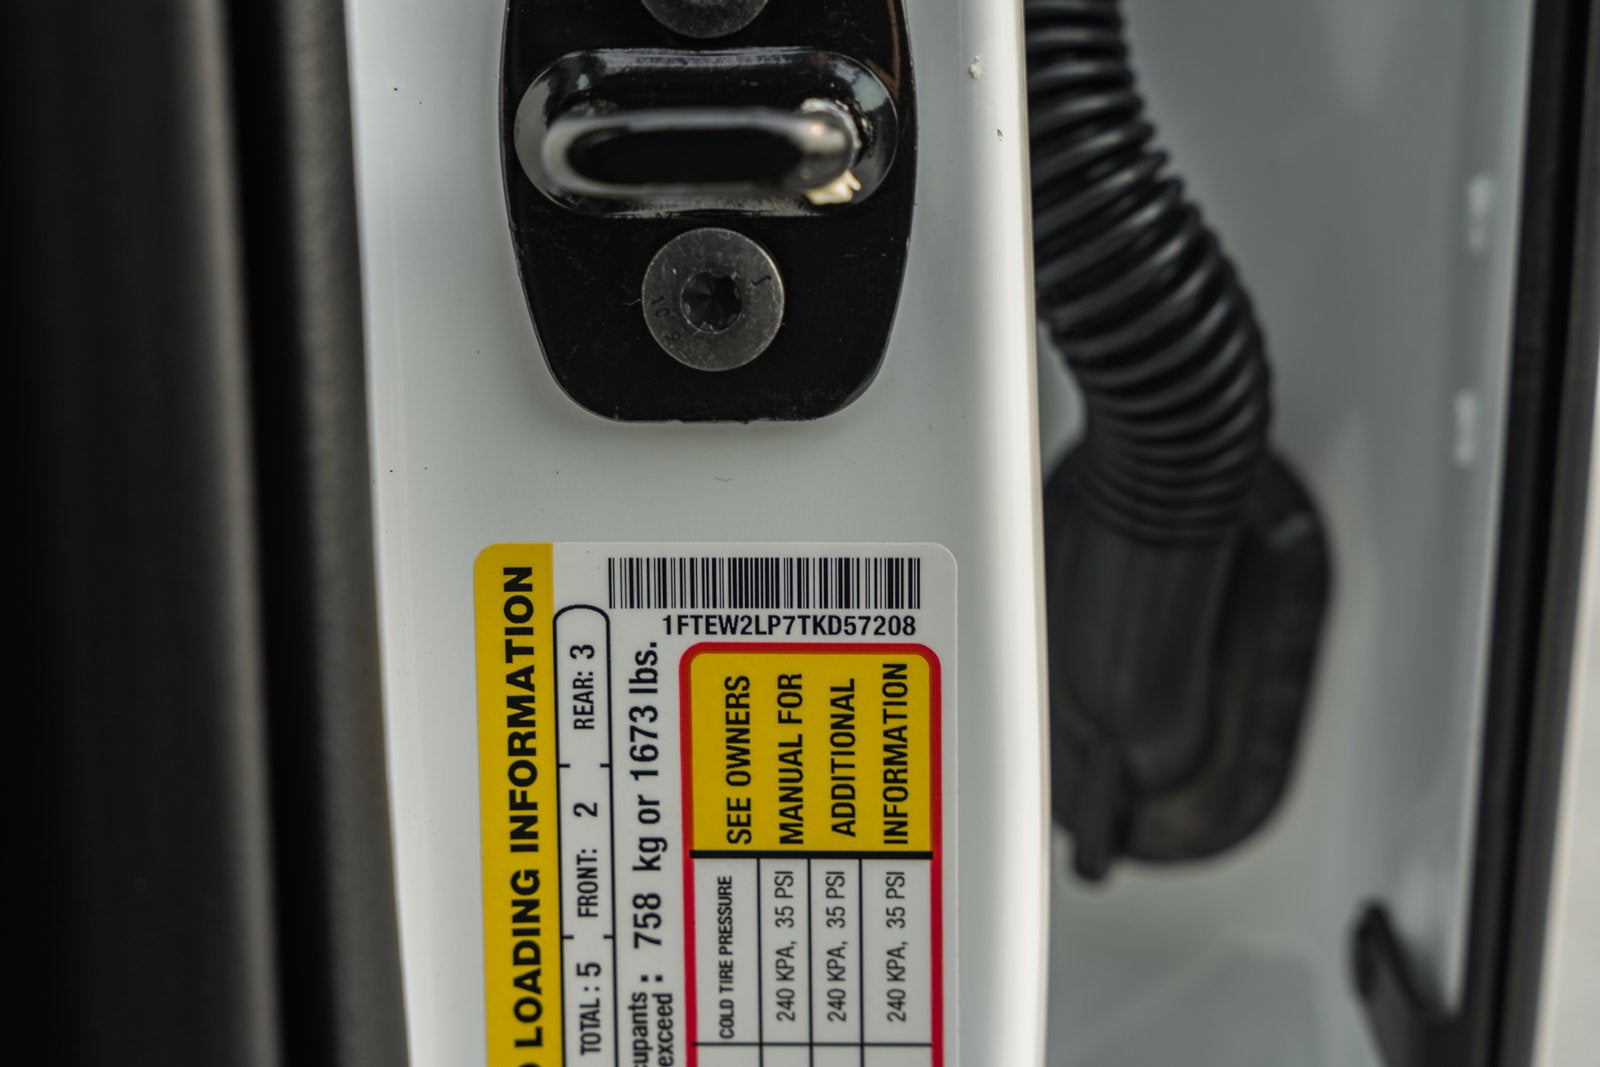 1FTEW2LP7TKD57208
LOADING INFORMATION
TOTAL : 5 FRONT: 2 REAR: 3
: 758 kg or 1673 lbs.
exceed
COLD TIRE PRESSURE
240 KPA, 35 PSI
240 KPA, 35 PSI
240 KPA, 35 PSI
SEE OWNERS
MANUAL FOR
ADDITIONAL
INFORMATION